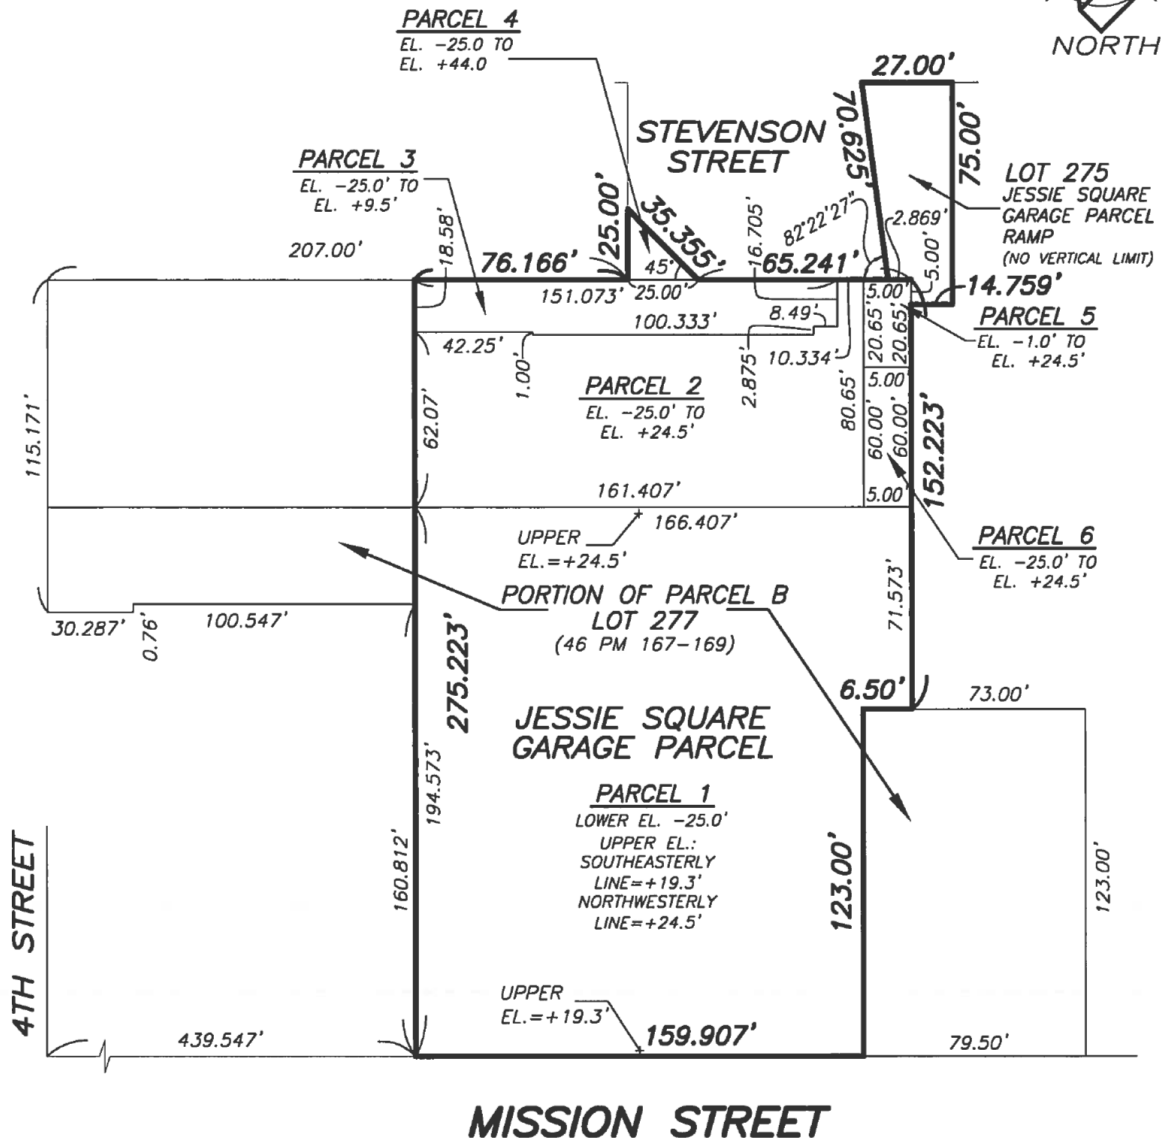 PARCEL 4
EL. -25.0 TO
EL. +44.0
NORTH
27.00'
70.625'
75.00'
STEVENSON
STREET
PARCEL 3
EL. -25.0' TO
EL. +9.5'
LOT 275
JESSIE SQUARE
GARAGE PARCEL
RAMP
(NO VERTICAL LIMIT)
207.00'
18.58'
76.166'
25.00'
35.355'
45'
25.00'
16.705'
65.241'
82°22'27"
2.869'
5.00'
5.00'
14.759'
151.073'
100.333'
8.49'
42.25'
1.00'
2.875'
10.334'
80.65'
20.65'
20.65'
PARCEL 5
EL. -1.0' TO
EL. +24.5'
PARCEL 2
EL. -25.0' TO
EL. +24.5'
5.00'
115.171'
62.07'
60.00'
60.00'
152.223'
161.407'
5.00'
166.407'
UPPER
EL.=+24.5'
PARCEL 6
EL. -25.0' TO
EL. +24.5'
PORTION OF PARCEL B
LOT 277
(46 PM 167-169)
71.573'
30.287'
0.76'
100.547'
275.223'
6.50'
73.00'
JESSIE SQUARE
GARAGE PARCEL
PARCEL 1
LOWER EL. -25.0'
UPPER EL.:
SOUTHEASTERLY
LINE=+19.3'
NORTHWESTERLY
LINE=+24.5'
194.573'
160.812'
123.00'
123.00'
4TH STREET
UPPER
EL.=+19.3'
439.547'
159.907'
79.50'
MISSION STREET